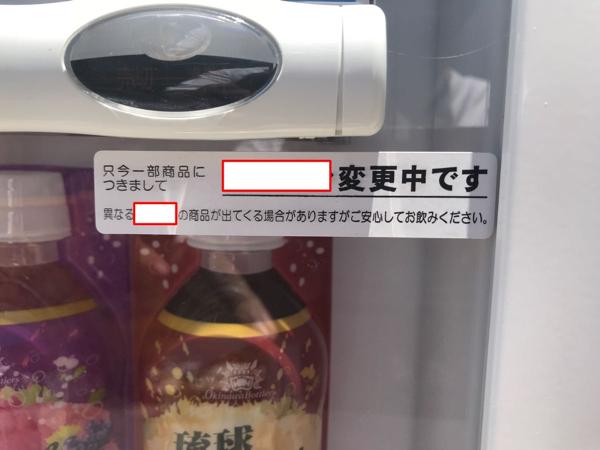 只今一部商品に
つきまして
変更中です
異なる
の商品が出てくる場合がありますがご安心してお飲みください。
Okinawa Bottlers
琉球